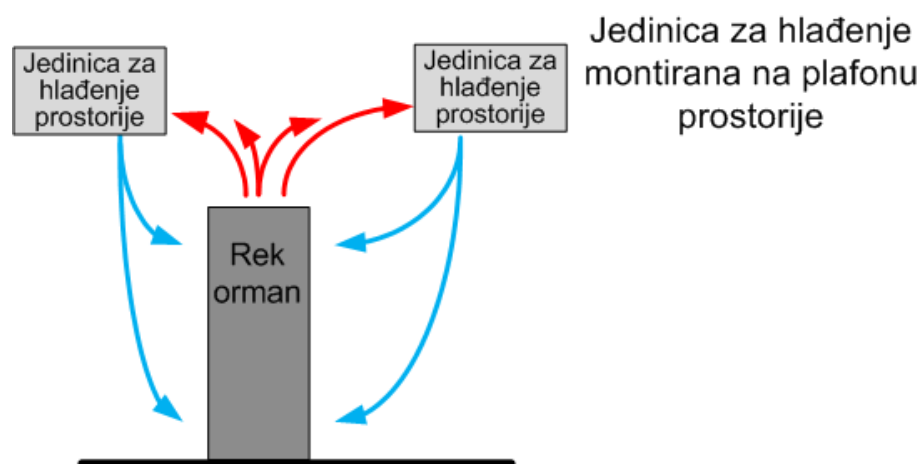 Jedinica za
hlađenje
prostorije
Jedinica za
hlađenje
prostorije
Jedinica za hlađenje
montirana na plafonu
prostorije
Rek
orman